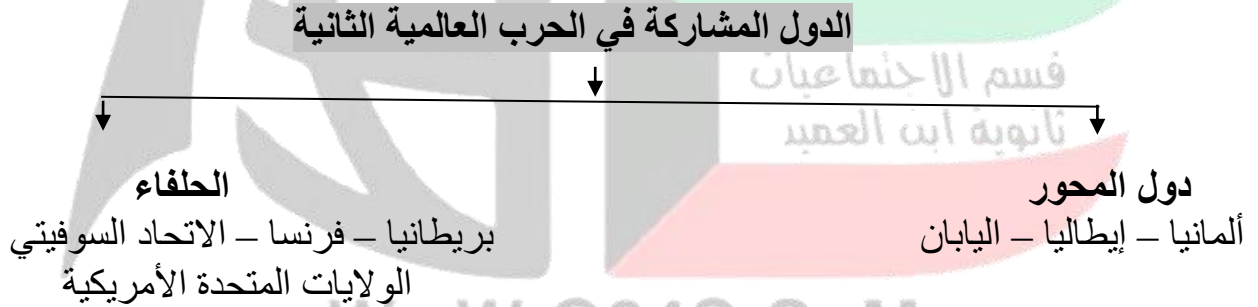 الدول المشاركة في الحرب العالمية الثانية
قسم الاجتماعيات
ثانوية ابن العميد
دول المحور
ألمانيا – إيطاليا – اليابان
الحلفاء
بريطانيا – فرنسا – الاتحاد السوفيتي
الولايات المتحدة الأمريكية